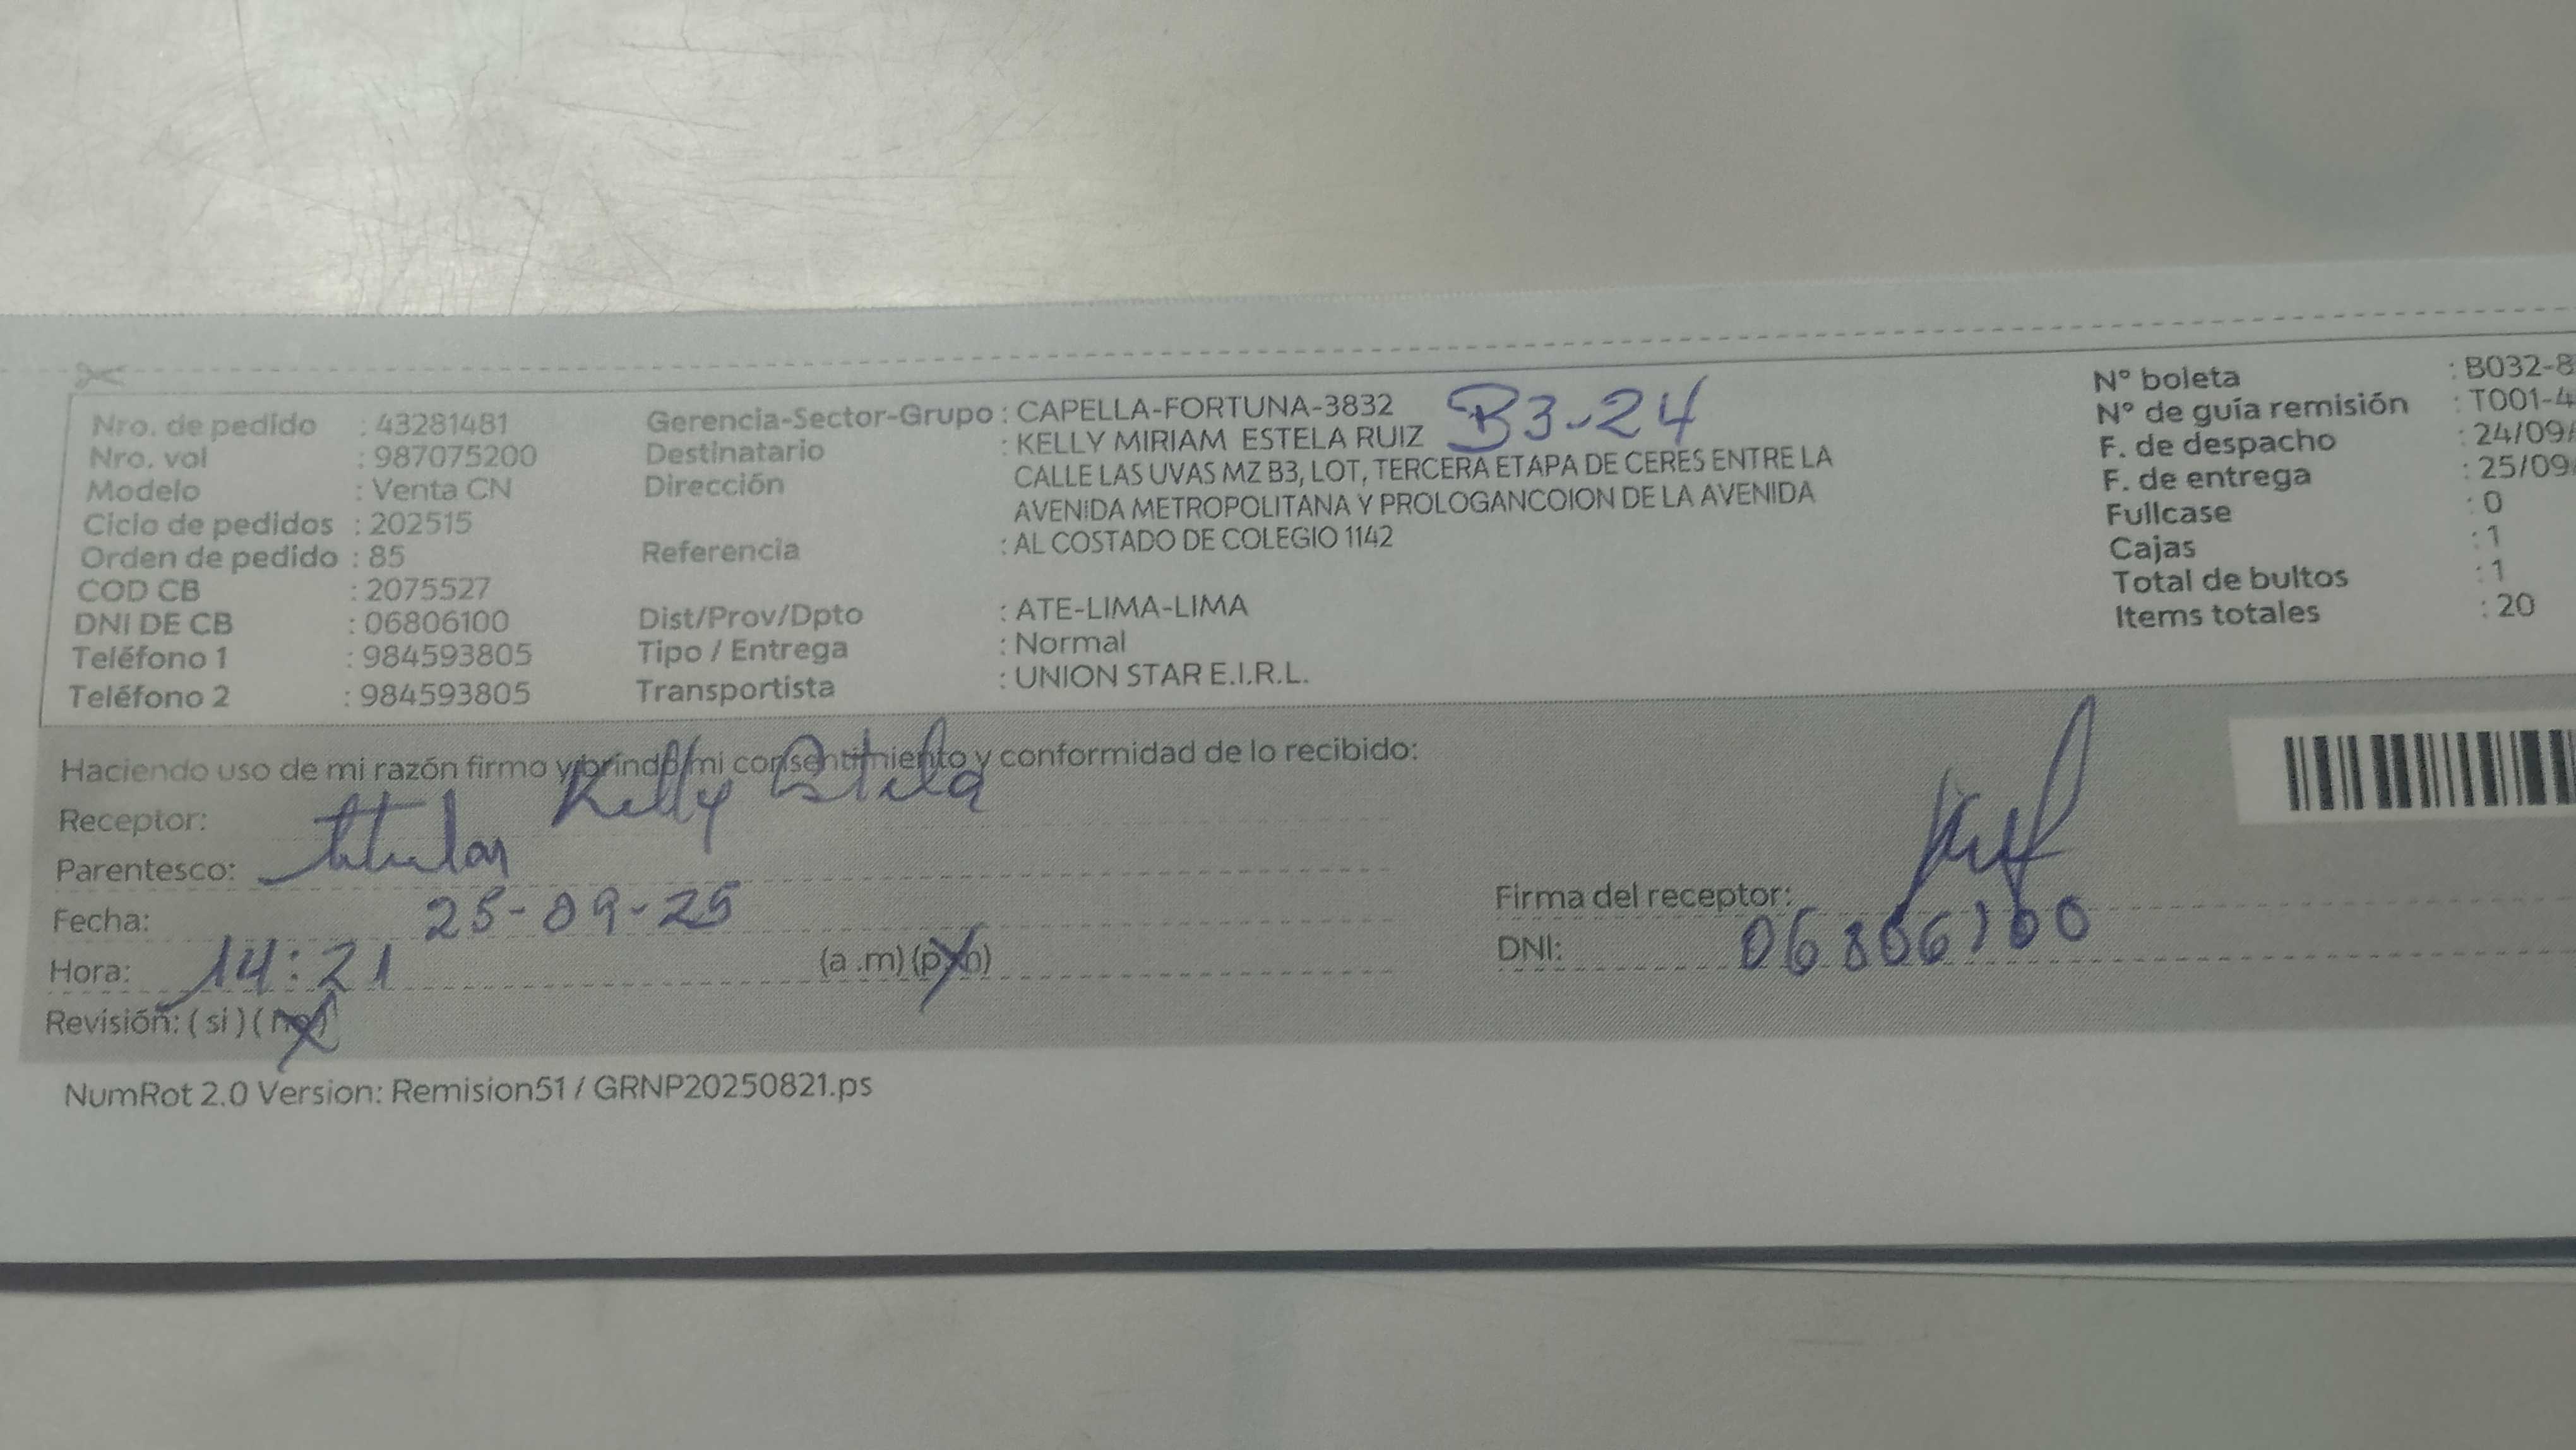 Nro. de pedido : 43281481
Nro. vol : 987075200
Modelo : Venta CN
Ciclo de pedidos : 202515
Orden de pedido : 85
COD CB : 2075527
DNI DE CB : 06806100
Teléfono 1 : 984593805
Teléfono 2 : 984593805
Gerencia-Sector-Grupo : CAPELLA-FORTUNA-3832
B3-24
Destinatario : KELLY MIRIAM ESTELA RUIZ
Dirección CALLE LAS UVAS MZ B3, LOT, TERCERA ETAPA DE CERES ENTRE LA
AVENIDA METROPOLITANA Y PROLOGANCOION DE LA AVENIDA
Referencia : AL COSTADO DE COLEGIO 1142
Dist/Prov/Dpto : ATE-LIMA-LIMA
Tipo / Entrega : Normal
Transportista : UNION STAR E.I.R.L.
N° boleta : B032-8
N° de guía remisión : T001-4
F. de despacho : 24/09/
F. de entrega : 25/09/
Fullcase : 0
Cajas : 1
Total de bultos : 1
Items totales : 20
Haciendo uso de mi razón firmo y brindo mi consentimiento y conformidad de lo recibido:
Receptor: Kelly Estela
Parentesco: titular
Fecha: 25-09-25
Hora: 14:21 (a .m) (p.m)
Revisión: ( si ) ( no )
Firma del receptor:
DNI: 06806100
NumRot 2.0 Version: Remision51 / GRNP20250821.ps